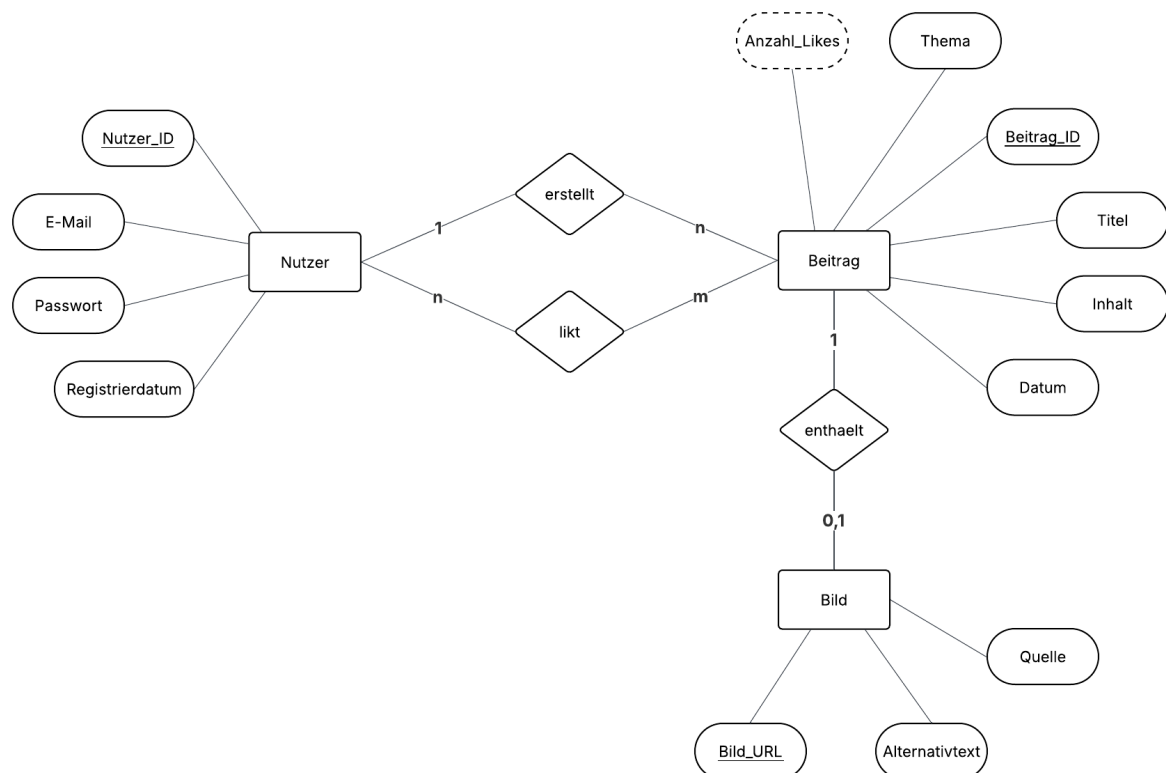 Anzahl_Likes
Thema
Nutzer_ID
Beitrag_ID
erstellt
E-Mail
Titel
1
n
Nutzer
Beitrag
n
m
Passwort
Inhalt
likt
1
Registrierdatum
Datum
enthaelt
0,1
Bild
Quelle
Bild_URL
Alternativtext